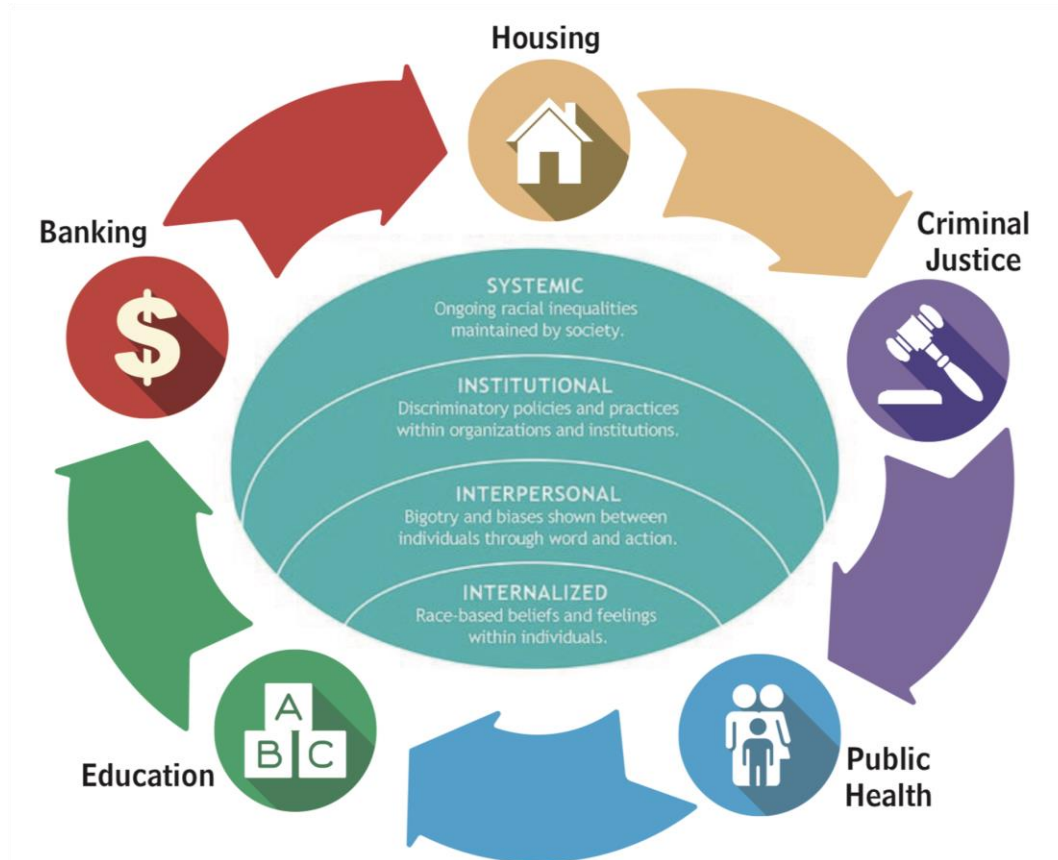 Housing
Banking
Criminal
Justice
SYSTEMIC
Ongoing racial inequalities
maintained by society.
$
INSTITUTIONAL
Discriminatory policies and practices
within organizations and institutions.
INTERPERSONAL
Bigotry and biases shown between
individuals through word and action.
INTERNALIZED
Race-based beliefs and feelings
within individuals.
A
B C
Education
Public
Health